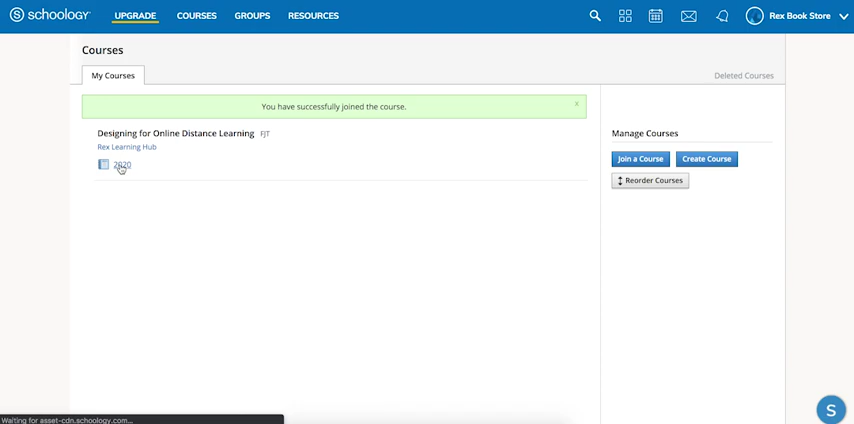 schoology UPGRADE COURSES GROUPS RESOURCES Rex Book Store
Courses
My Courses
Deleted Courses
You have successfully joined the course. x
Designing for Online Distance Learning FJT
Rex Learning Hub
2020
Manage Courses
Join a Course Create Course
Reorder Courses
S
Waiting for asset-cdn.schoology.com...